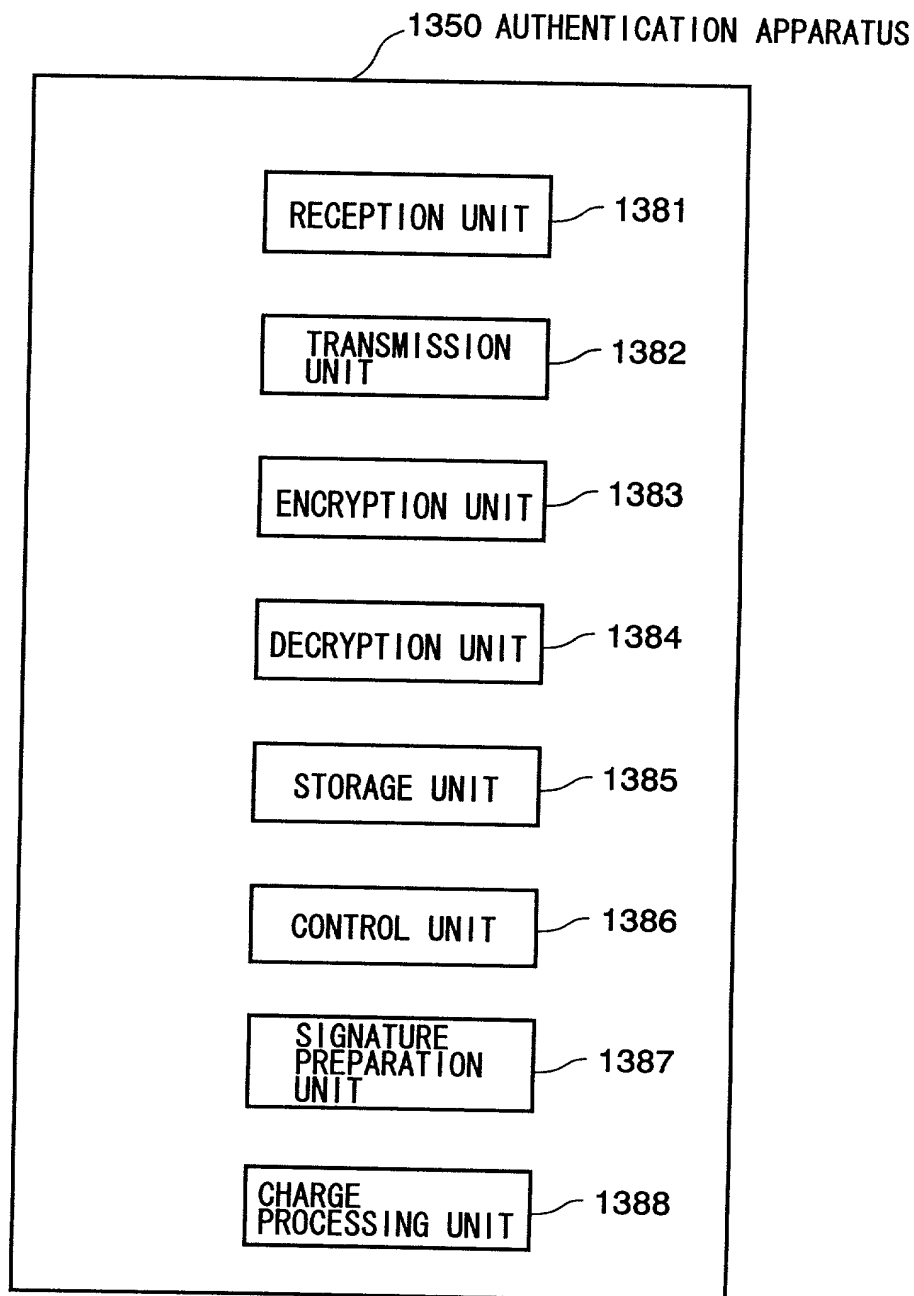 1350 AUTHENTICATION APPARATUS
RECEPTION UNIT
1381
TRANSMISSION
UNIT
1382
ENCRYPTION UNIT
1383
DECRYPTION UNIT
1384
STORAGE UNIT
1385
CONTROL UNIT
1386
SIGNATURE
PREPARATION
UNIT
1387
CHARGE
PROCESSING UNIT
1388